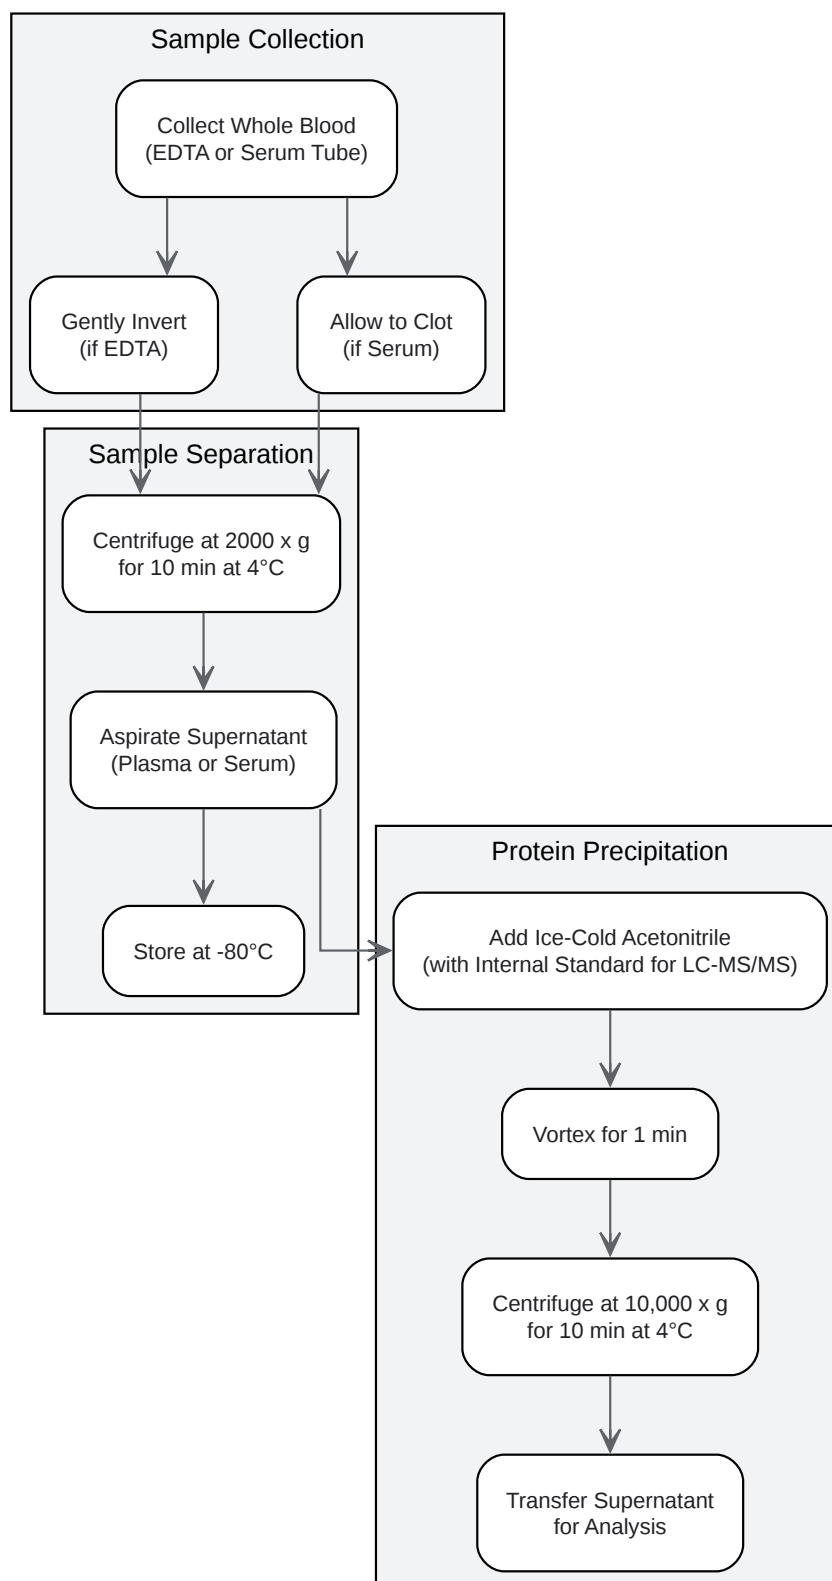 Sample Collection
Collect Whole Blood
(EDTA or Serum Tube)
Gently Invert
(if EDTA)
Allow to Clot
(if Serum)
Sample Separation
Centrifuge at 2000 x g
for 10 min at 4°C
Aspirate Supernatant
(Plasma or Serum)
Store at -80°C
Protein Precipitation
Add Ice-Cold Acetonitrile
(with Internal Standard for LC-MS/MS)
Vortex for 1 min
Centrifuge at 10,000 x g
for 10 min at 4°C
Transfer Supernatant
for Analysis